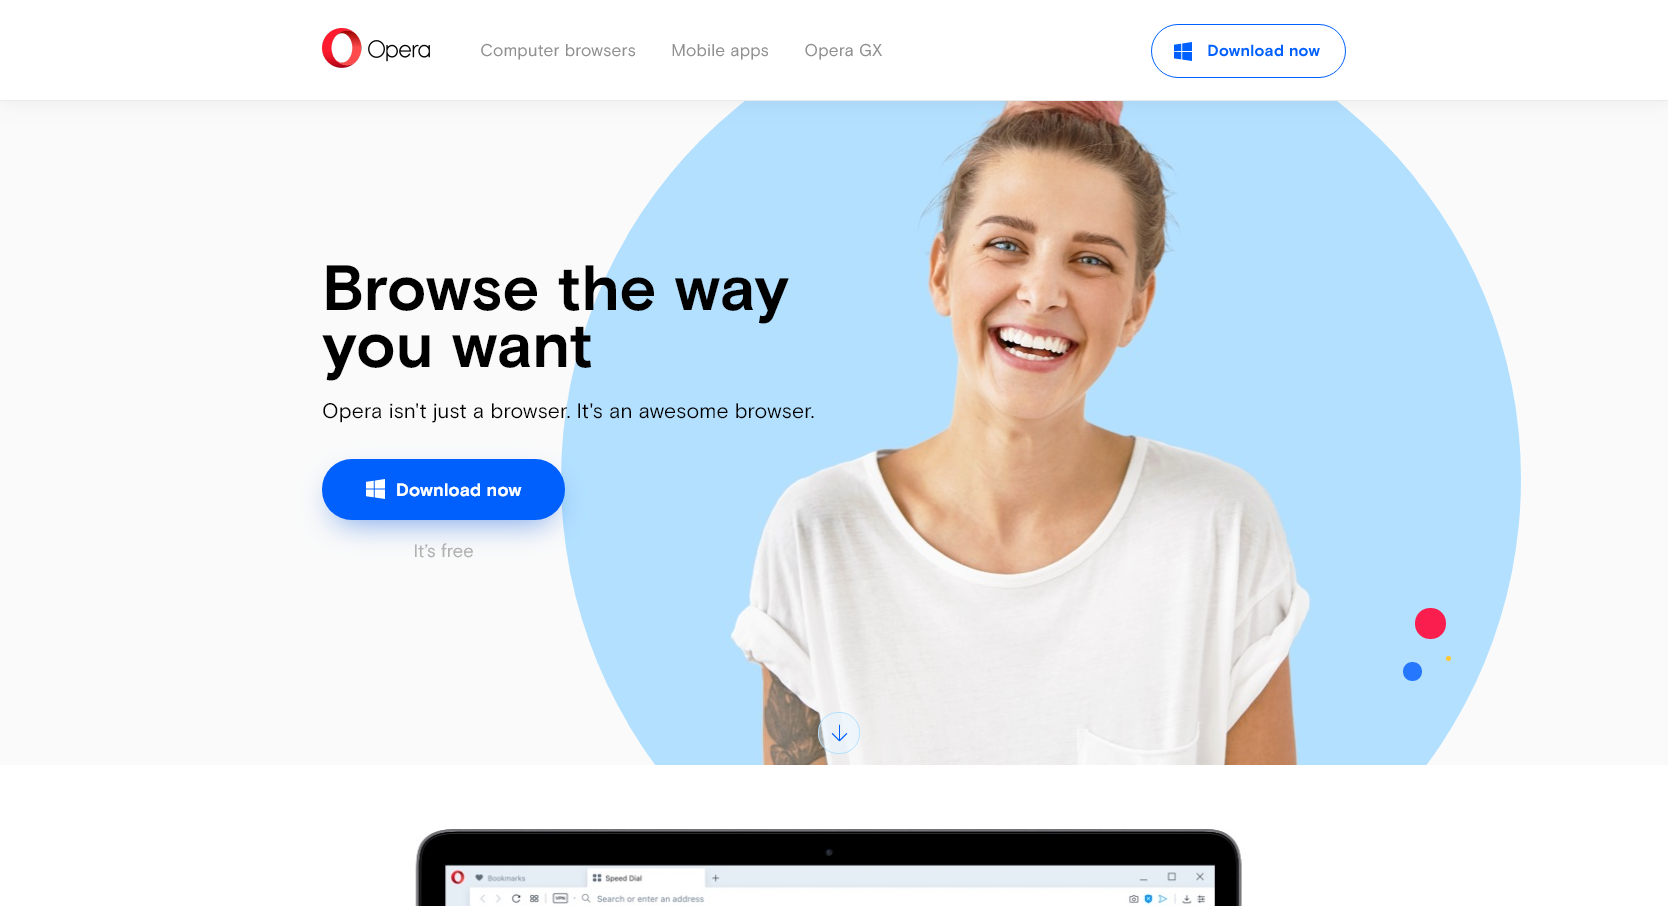 Opera
Computer browsers
Mobile apps
Opera GX
Download now
Browse the way
you want
Opera isn't just a browser. It's an awesome browser.
Download now
It's free
Bookmarks
Speed Dial
VPN
Search or enter an address